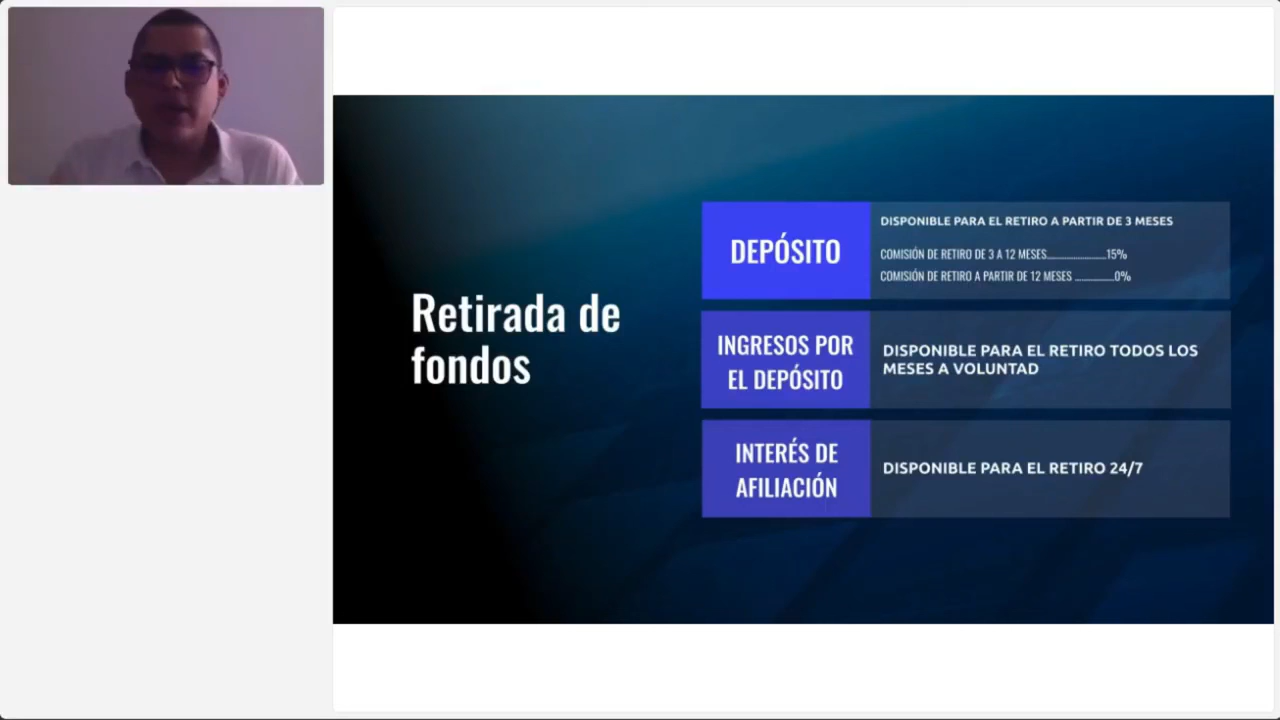 Retirada de
fondos
DEPÓSITO
DISPONIBLE PARA EL RETIRO A PARTIR DE 3 MESES
COMISIÓN DE RETIRO DE 3 A 12 MESES........................15%
COMISIÓN DE RETIRO A PARTIR DE 12 MESES ................0%
INGRESOS POR
EL DEPÓSITO
DISPONIBLE PARA EL RETIRO TODOS LOS
MESES A VOLUNTAD
INTERÉS DE
AFILIACIÓN
DISPONIBLE PARA EL RETIRO 24/7